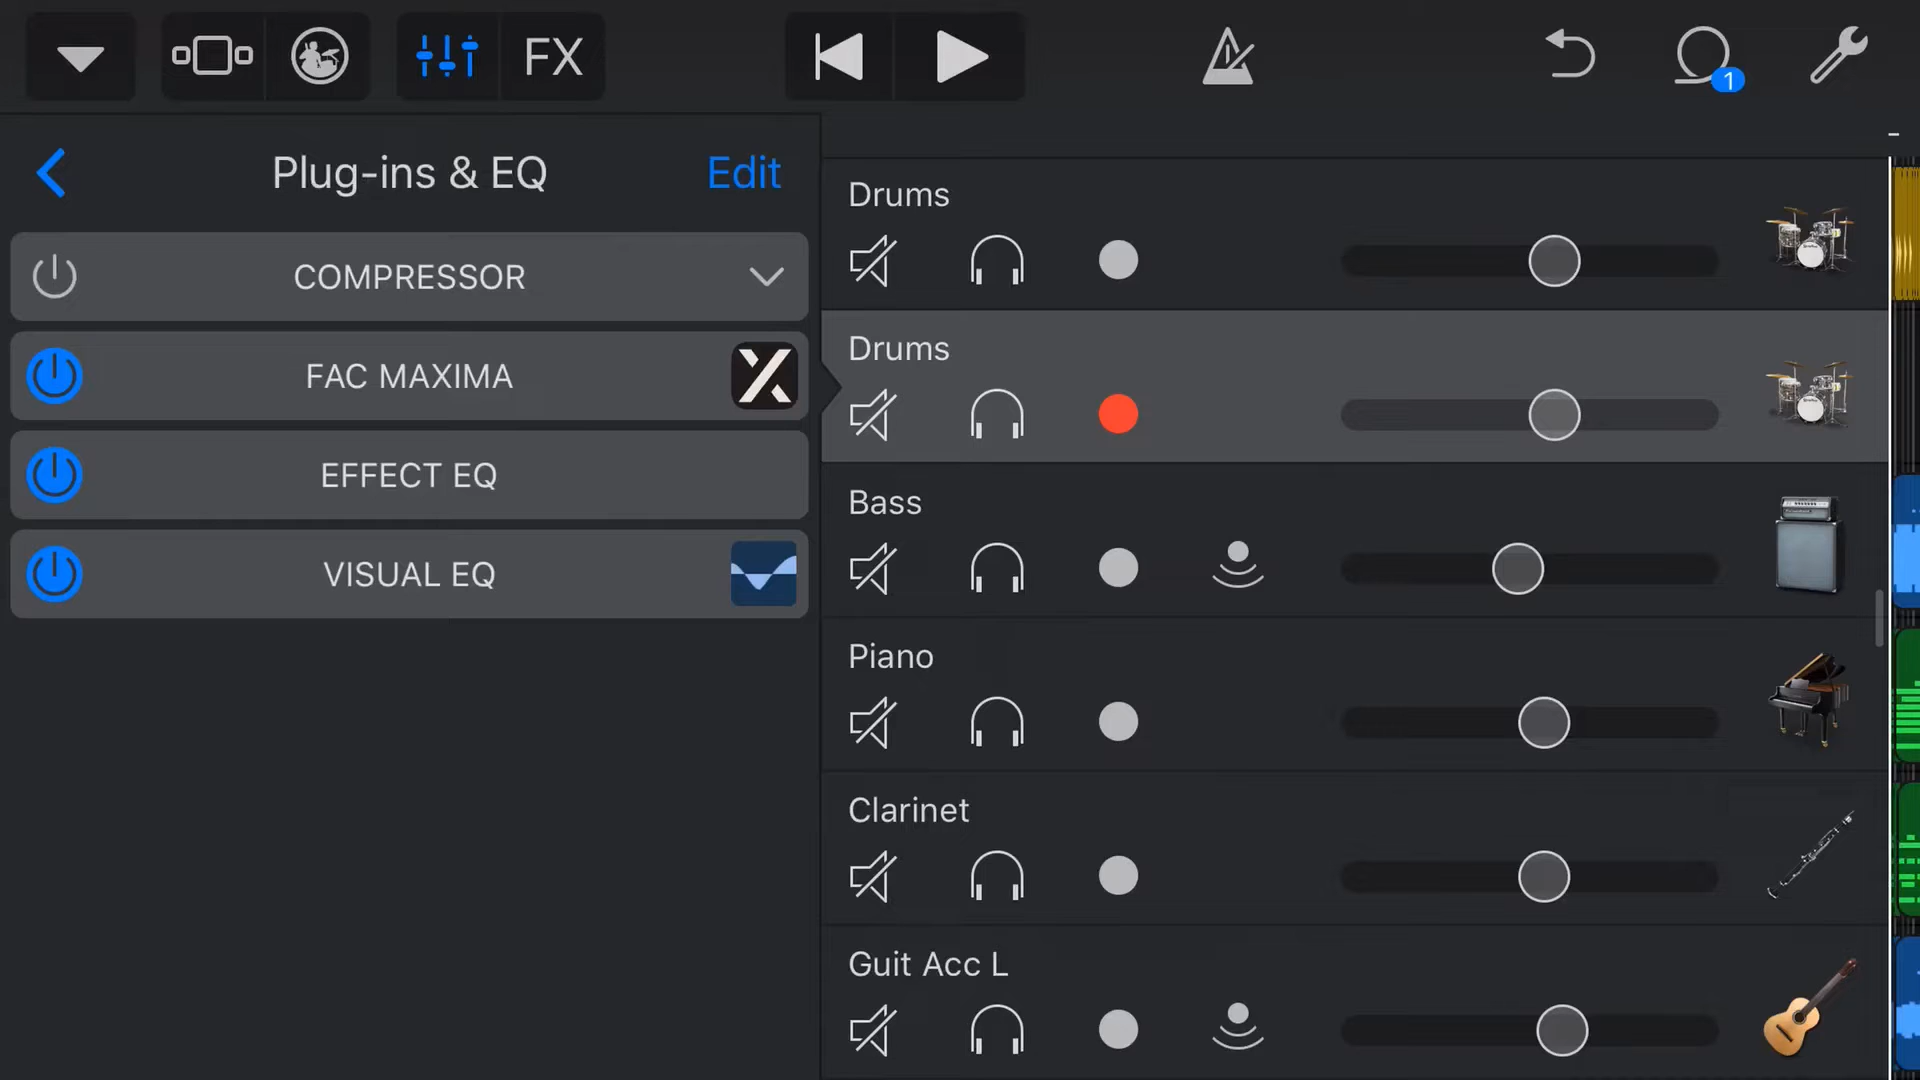 FX
1
Plug-ins & EQ
Edit
COMPRESSOR
FAC MAXIMA
EFFECT EQ
VISUAL EQ
Drums
Drums
Bass
Piano
Clarinet
Guit Acc L